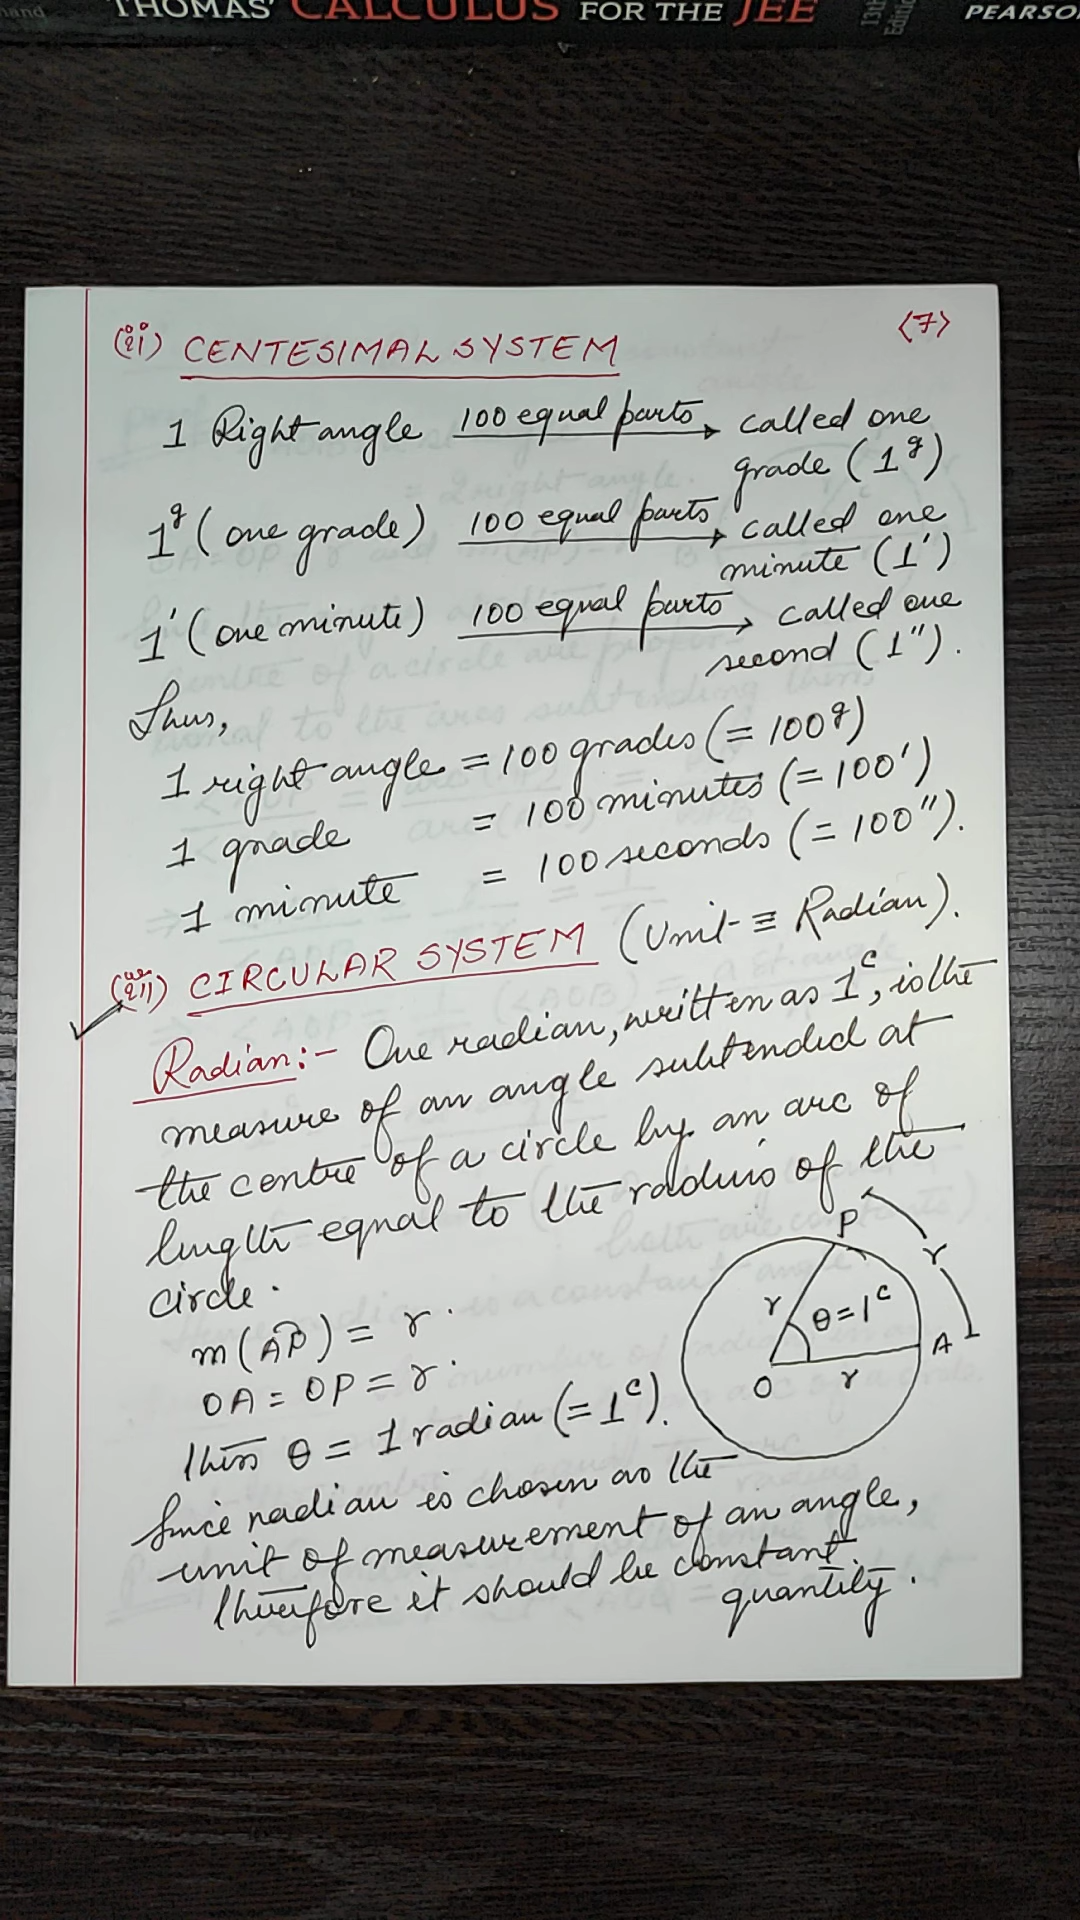 THOMAS' CALCULUS FOR THE JEE 13th Edition PEARSO
(ii) CENTESIMAL SYSTEM
<7>
1 Right angle 100 equal parts → called one
grade (1ᵍ)
1ᵍ (one grade) 100 equal parts → called one
minute (1')
1' (one minute) 100 equal parts → called one
second (1").
Thus,
1 right angle = 100 grades (= 100ᵍ)
1 grade = 100 minutes (= 100')
1 minute = 100 seconds (= 100").
(iii) CIRCULAR SYSTEM (Unit ≡ Radian).
Radian:- One radian, written as 1ᶜ, is the
measure of an angle subtended at
the centre of a circle by an arc of
length equal to the radius of the
circle.
m(AP) = r.
OA = OP = r.
Then θ = 1 radian (= 1ᶜ).
P
r
r
θ = 1ᶜ
A
O
r
Since radian is chosen as the
unit of measurement of an angle,
therefore it should be constant
quantity.